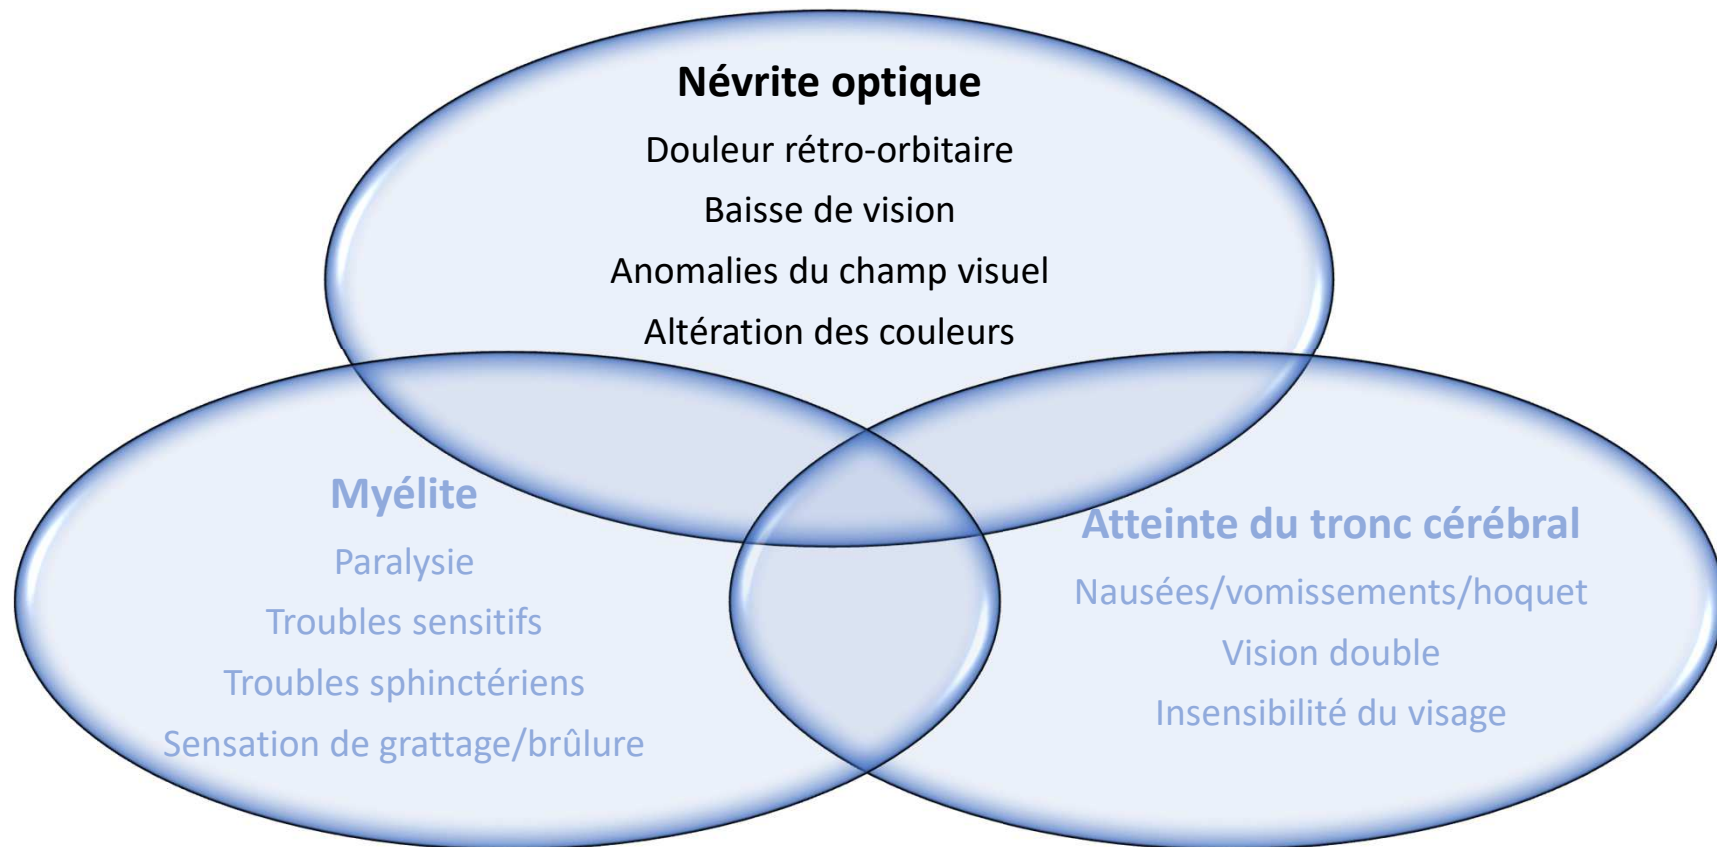 Névrite optique
Douleur rétro-orbitaire
Baisse de vision
Anomalies du champ visuel
Altération des couleurs
Myélite
Paralysie
Troubles sensitifs
Troubles sphinctériens
Sensation de grattage/brûlure
Atteinte du tronc cérébral
Nausées/vomissements/hoquet
Vision double
Insensibilité du visage